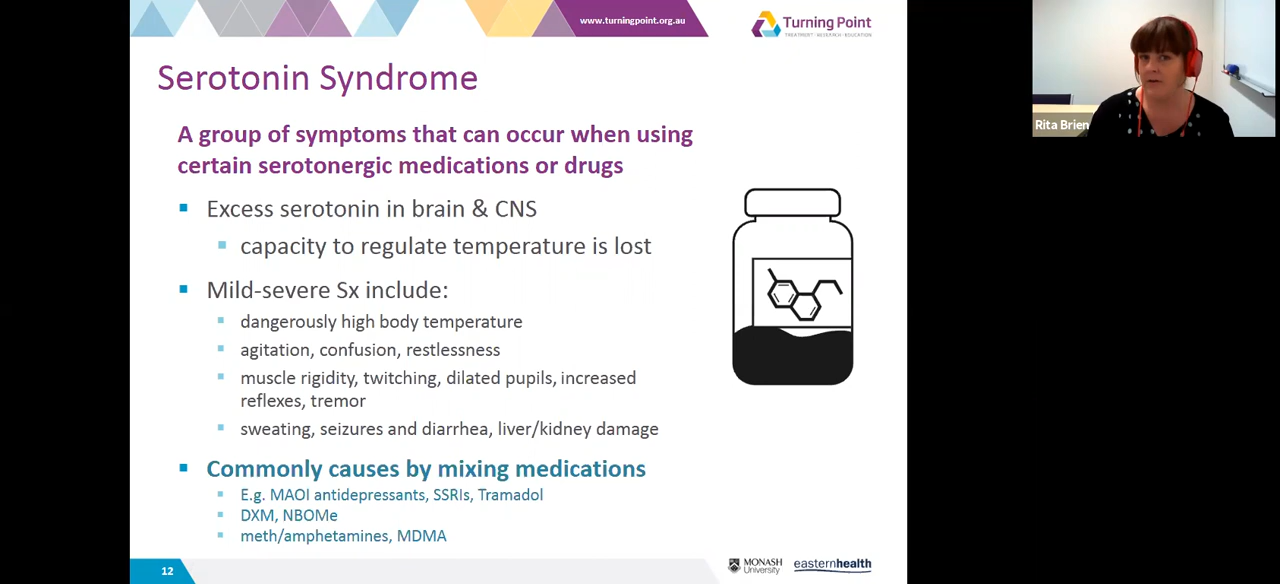 www.turningpoint.org.au
Turning Point
TREATMENT · RESEARCH · EDUCATION
Rita Brien
Serotonin Syndrome
A group of symptoms that can occur when using
certain serotonergic medications or drugs
Excess serotonin in brain & CNS
capacity to regulate temperature is lost
Mild-severe Sx include:
dangerously high body temperature
agitation, confusion, restlessness
muscle rigidity, twitching, dilated pupils, increased
reflexes, tremor
sweating, seizures and diarrhea, liver/kidney damage
Commonly causes by mixing medications
E.g. MAOI antidepressants, SSRIs, Tramadol
DXM, NBOMe
meth/amphetamines, MDMA
12
MONASH
University
easternhealth